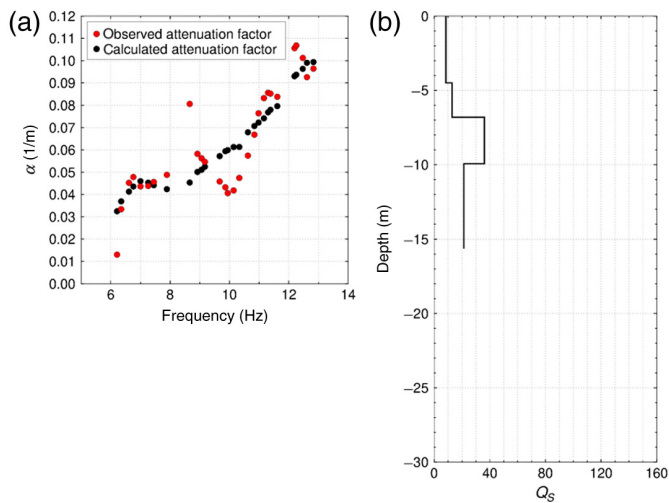 (a)
Observed attenuation factor
Calculated attenuation factor
α (1/m)
0.12
0.11
0.10
0.09
0.08
0.07
0.06
0.05
0.04
0.03
0.02
0.01
0.00
6 8 10 12 14
Frequency (Hz)
(b)
Depth (m)
0
−5
−10
−15
−20
−25
−30
0 40 80 120 160
Q_S